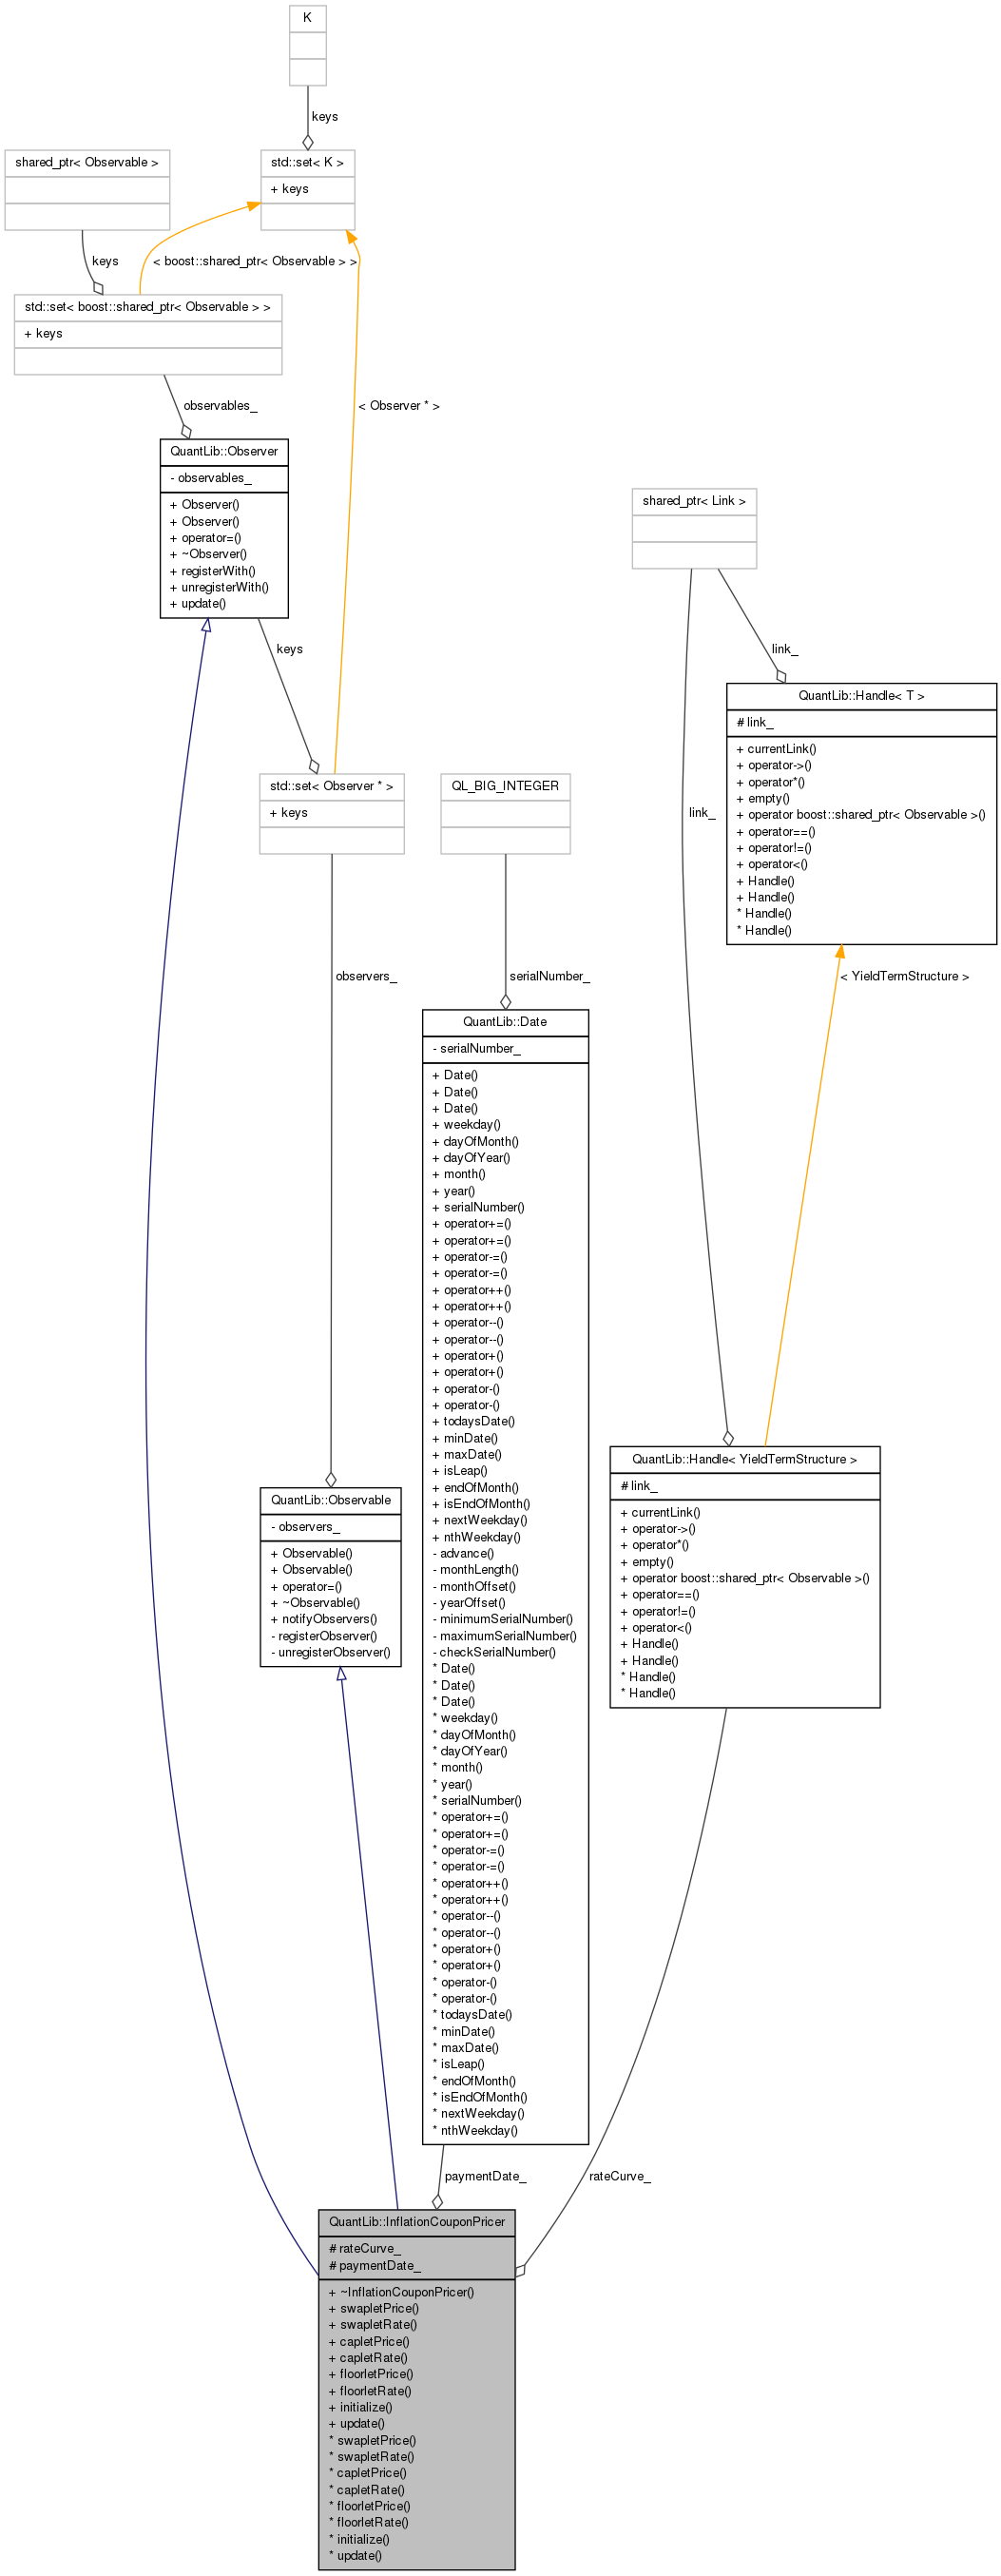 K
keys
shared_ptr< Observable >
std::set< K >
+ keys
keys
< boost::shared_ptr< Observable > >
std::set< boost::shared_ptr< Observable > >
+ keys
observables_
< Observer * >
QuantLib::Observer
- observables_
+ Observer()
+ Observer()
+ operator=()
+ ~Observer()
+ registerWith()
+ unregisterWith()
+ update()
shared_ptr< Link >
keys
link_
QuantLib::Handle< T >
# link_
+ currentLink()
+ operator->()
+ operator*()
+ empty()
+ operator boost::shared_ptr< Observable >()
+ operator==()
+ operator!=()
+ operator<()
+ Handle()
+ Handle()
* Handle()
* Handle()
std::set< Observer * >
+ keys
QL_BIG_INTEGER
link_
observers_
serialNumber_
< YieldTermStructure >
QuantLib::Date
- serialNumber_
+ Date()
+ Date()
+ Date()
+ weekday()
+ dayOfMonth()
+ dayOfYear()
+ month()
+ year()
+ serialNumber()
+ operator+=()
+ operator+=()
+ operator-=()
+ operator-=()
+ operator++()
+ operator++()
+ operator--()
+ operator--()
+ operator+()
+ operator+()
+ operator-()
+ operator-()
+ todaysDate()
+ minDate()
+ maxDate()
+ isLeap()
+ endOfMonth()
+ isEndOfMonth()
+ nextWeekday()
+ nthWeekday()
- advance()
- monthLength()
- monthOffset()
- yearOffset()
- minimumSerialNumber()
- maximumSerialNumber()
- checkSerialNumber()
* Date()
* Date()
* Date()
* weekday()
* dayOfMonth()
* dayOfYear()
* month()
* year()
* serialNumber()
* operator+=()
* operator+=()
* operator-=()
* operator-=()
* operator++()
* operator++()
* operator--()
* operator--()
* operator+()
* operator+()
* operator-()
* operator-()
* todaysDate()
* minDate()
* maxDate()
* isLeap()
* endOfMonth()
* isEndOfMonth()
* nextWeekday()
* nthWeekday()
QuantLib::Handle< YieldTermStructure >
# link_
+ currentLink()
+ operator->()
+ operator*()
+ empty()
+ operator boost::shared_ptr< Observable >()
+ operator==()
+ operator!=()
+ operator<()
+ Handle()
+ Handle()
* Handle()
* Handle()
QuantLib::Observable
- observers_
+ Observable()
+ Observable()
+ operator=()
+ ~Observable()
+ notifyObservers()
- registerObserver()
- unregisterObserver()
paymentDate_
rateCurve_
QuantLib::InflationCouponPricer
# rateCurve_
# paymentDate_
+ ~InflationCouponPricer()
+ swapletPrice()
+ swapletRate()
+ capletPrice()
+ capletRate()
+ floorletPrice()
+ floorletRate()
+ initialize()
+ update()
* swapletPrice()
* swapletRate()
* capletPrice()
* capletRate()
* floorletPrice()
* floorletRate()
* initialize()
* update()